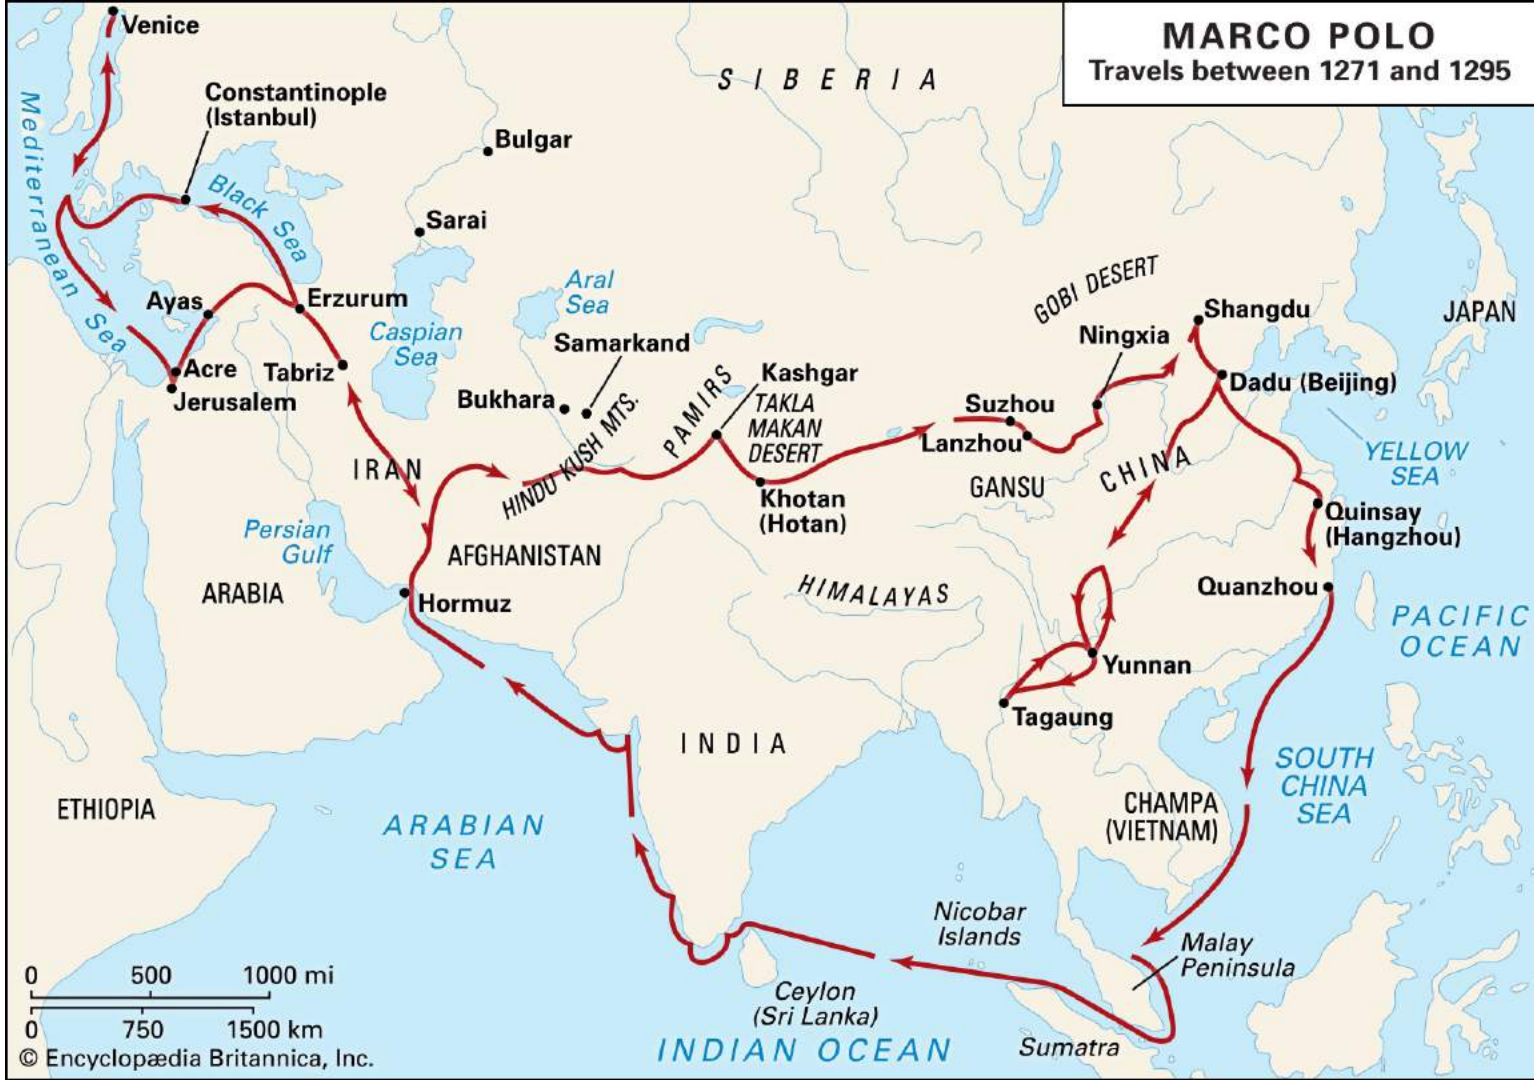 MARCO POLO
Travels between 1271 and 1295
Venice
SIBERIA
Constantinople
(Istanbul)
Mediterranean Sea
Black Sea
Bulgar
Sarai
Aral
Sea
GOBI DESERT
Shangdu
JAPAN
Ayas
Erzurum
Caspian
Sea
Samarkand
Ningxia
Acre
Tabriz
Kashgar
Dadu (Beijing)
Jerusalem
Bukhara
HINDU KUSH MTS.
PAMIRS
TAKLA
MAKAN
DESERT
Suzhou
Lanzhou
YELLOW
SEA
IRAN
CHINA
GANSU
Khotan
(Hotan)
Quinsay
(Hangzhou)
Persian
Gulf
AFGHANISTAN
ARABIA
Hormuz
HIMALAYAS
Quanzhou
PACIFIC
OCEAN
Yunnan
Tagaung
INDIA
SOUTH
CHINA
SEA
ETHIOPIA
ARABIAN
SEA
CHAMPA
(VIETNAM)
Nicobar
Islands
Malay
Peninsula
Ceylon
(Sri Lanka)
INDIAN OCEAN
Sumatra
0 500 1000 mi
0 750 1500 km
© Encyclopædia Britannica, Inc.